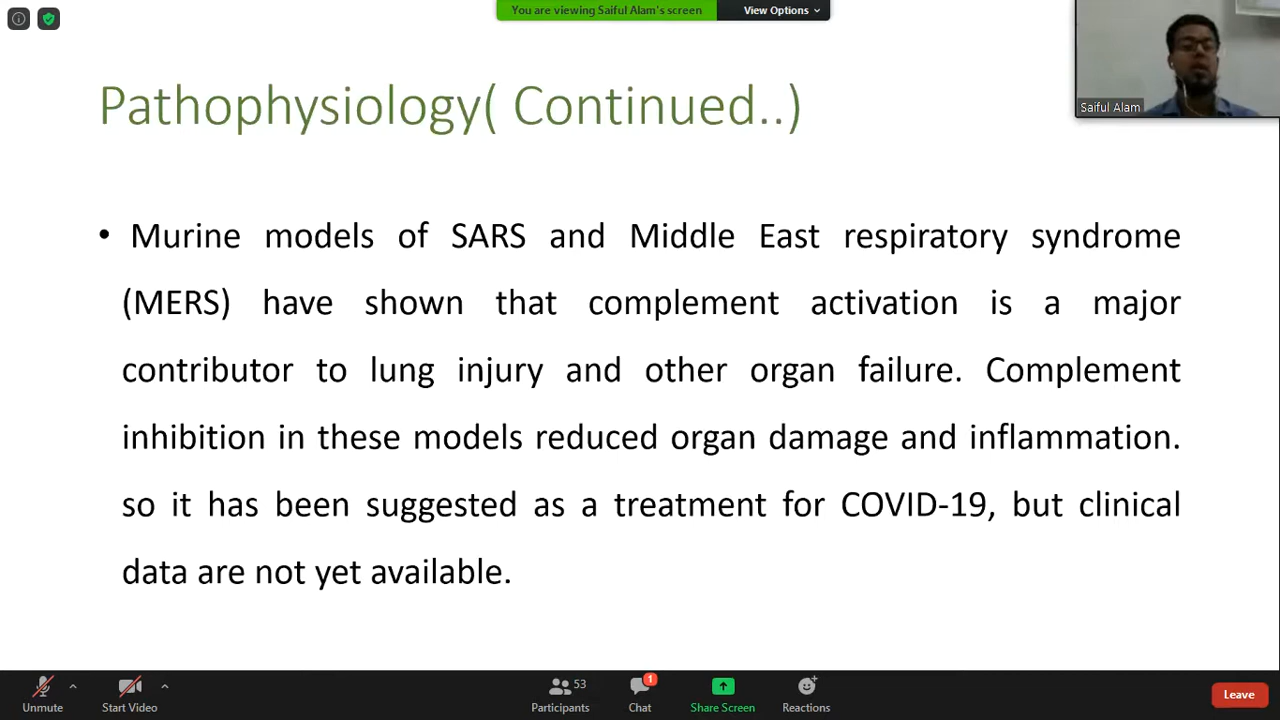 You are viewing Saiful Alam's screen
View Options
Pathophysiology( Continued..)
Saiful Alam
• Murine models of SARS and Middle East respiratory syndrome
(MERS) have shown that complement activation is a major
contributor to lung injury and other organ failure. Complement
inhibition in these models reduced organ damage and inflammation.
so it has been suggested as a treatment for COVID-19, but clinical
data are not yet available.
Unmute
Start Video
53
Participants
1
Chat
Share Screen
Reactions
Leave